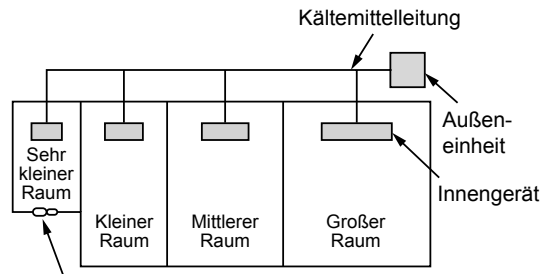 Kältemittelleitung
Außen-
einheit
Innengerät
Sehr
kleiner
Raum
Kleiner
Raum
Mittlerer
Raum
Großer
Raum